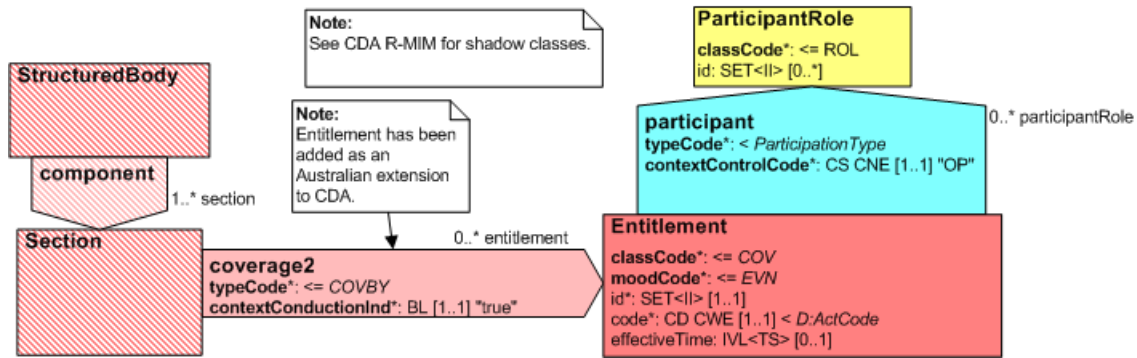 Note:
See CDA R-MIM for shadow classes.
ParticipantRole
classCode*: <= ROL
id: SET<II> [0..*]
StructuredBody
component
1..* section
Note:
Entitlement has been
added as an
Australian extension
to CDA.
participant
typeCode*: < ParticipationType
contextControlCode*: CS CNE [1..1] "OP"
0..* participantRole
Section
coverage2
typeCode*: <= COVBY
contextConductionInd*: BL [1..1] "true"
0..* entitlement
Entitlement
classCode*: <= COV
moodCode*: <= EVN
id*: SET<II> [1..1]
code*: CD CWE [1..1] < D:ActCode
effectiveTime: IVL<TS> [0..1]